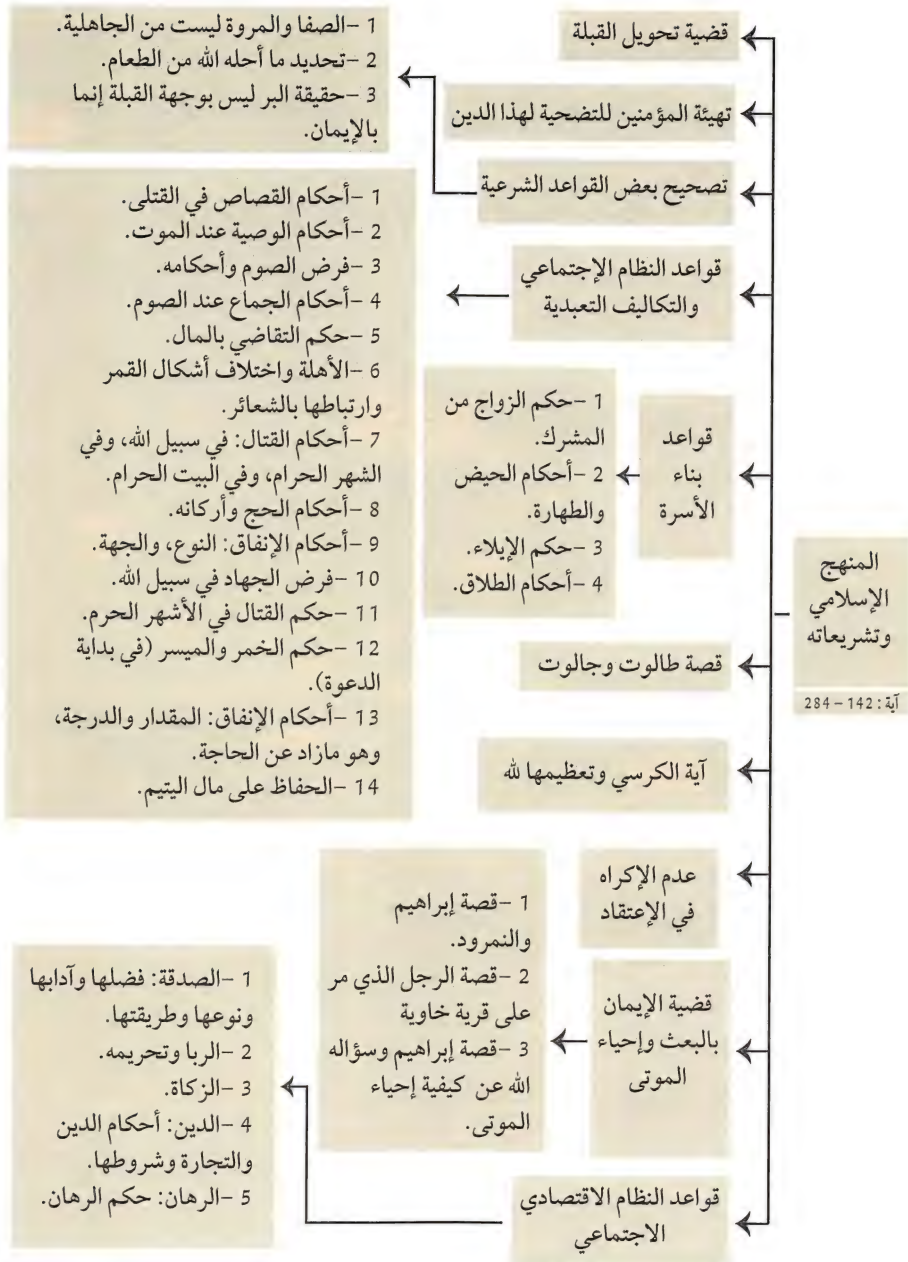 المنهج
الإسلامي
وتشريعاته
آية: 142 – 284
قضية تحويل القبلة
تهيئة المؤمنين للتضحية لهذا الدين
تصحيح بعض القواعد الشرعية
1 –الصفا والمروة ليست من الجاهلية.
2 –تحديد ما أحله الله من الطعام.
3 –حقيقة البر ليس بوجهة القبلة إنما
بالإيمان.
قواعد النظام الإجتماعي
والتكاليف التعبدية
1 –أحكام القصاص في القتلى.
2 –أحكام الوصية عند الموت.
3 –فرض الصوم وأحكامه.
4 –أحكام الجماع عند الصوم.
5 –حكم التقاضي بالمال.
6 –الأهلة واختلاف أشكال القمر
وارتباطها بالشعائر.
7 –أحكام القتال: في سبيل الله، وفي
الشهر الحرام، وفي البيت الحرام.
8 –أحكام الحج وأركانه.
9 –أحكام الإنفاق: النوع، والجهة.
10 –فرض الجهاد في سبيل الله.
11 –حكم القتال في الأشهر الحرم.
12 –حكم الخمر والميسر (في بداية
الدعوة).
13 –أحكام الإنفاق: المقدار والدرجة،
وهو مازاد عن الحاجة.
14 –الحفاظ على مال اليتيم.
قواعد
بناء
الأسرة
1 –حكم الزواج من
المشرك.
2 –أحكام الحيض
والطهارة.
3 –حكم الإيلاء.
4 –أحكام الطلاق.
قصة طالوت وجالوت
آية الكرسي وتعظيمها لله
عدم الإكراه
في الإعتقاد
قضية الإيمان
بالبعث وإحياء
الموتى
1 –قصة إبراهيم
والنمرود.
2 –قصة الرجل الذي مر
على قرية خاوية
3 –قصة إبراهيم وسؤاله
الله عن كيفية إحياء
الموتى.
قواعد النظام الاقتصادي
الاجتماعي
1 –الصدقة: فضلها وآدابها
ونوعها وطريقتها.
2 –الربا وتحريمه.
3 –الزكاة.
4 –الدين: أحكام الدين
والتجارة وشروطها.
5 –الرهان: حكم الرهان.